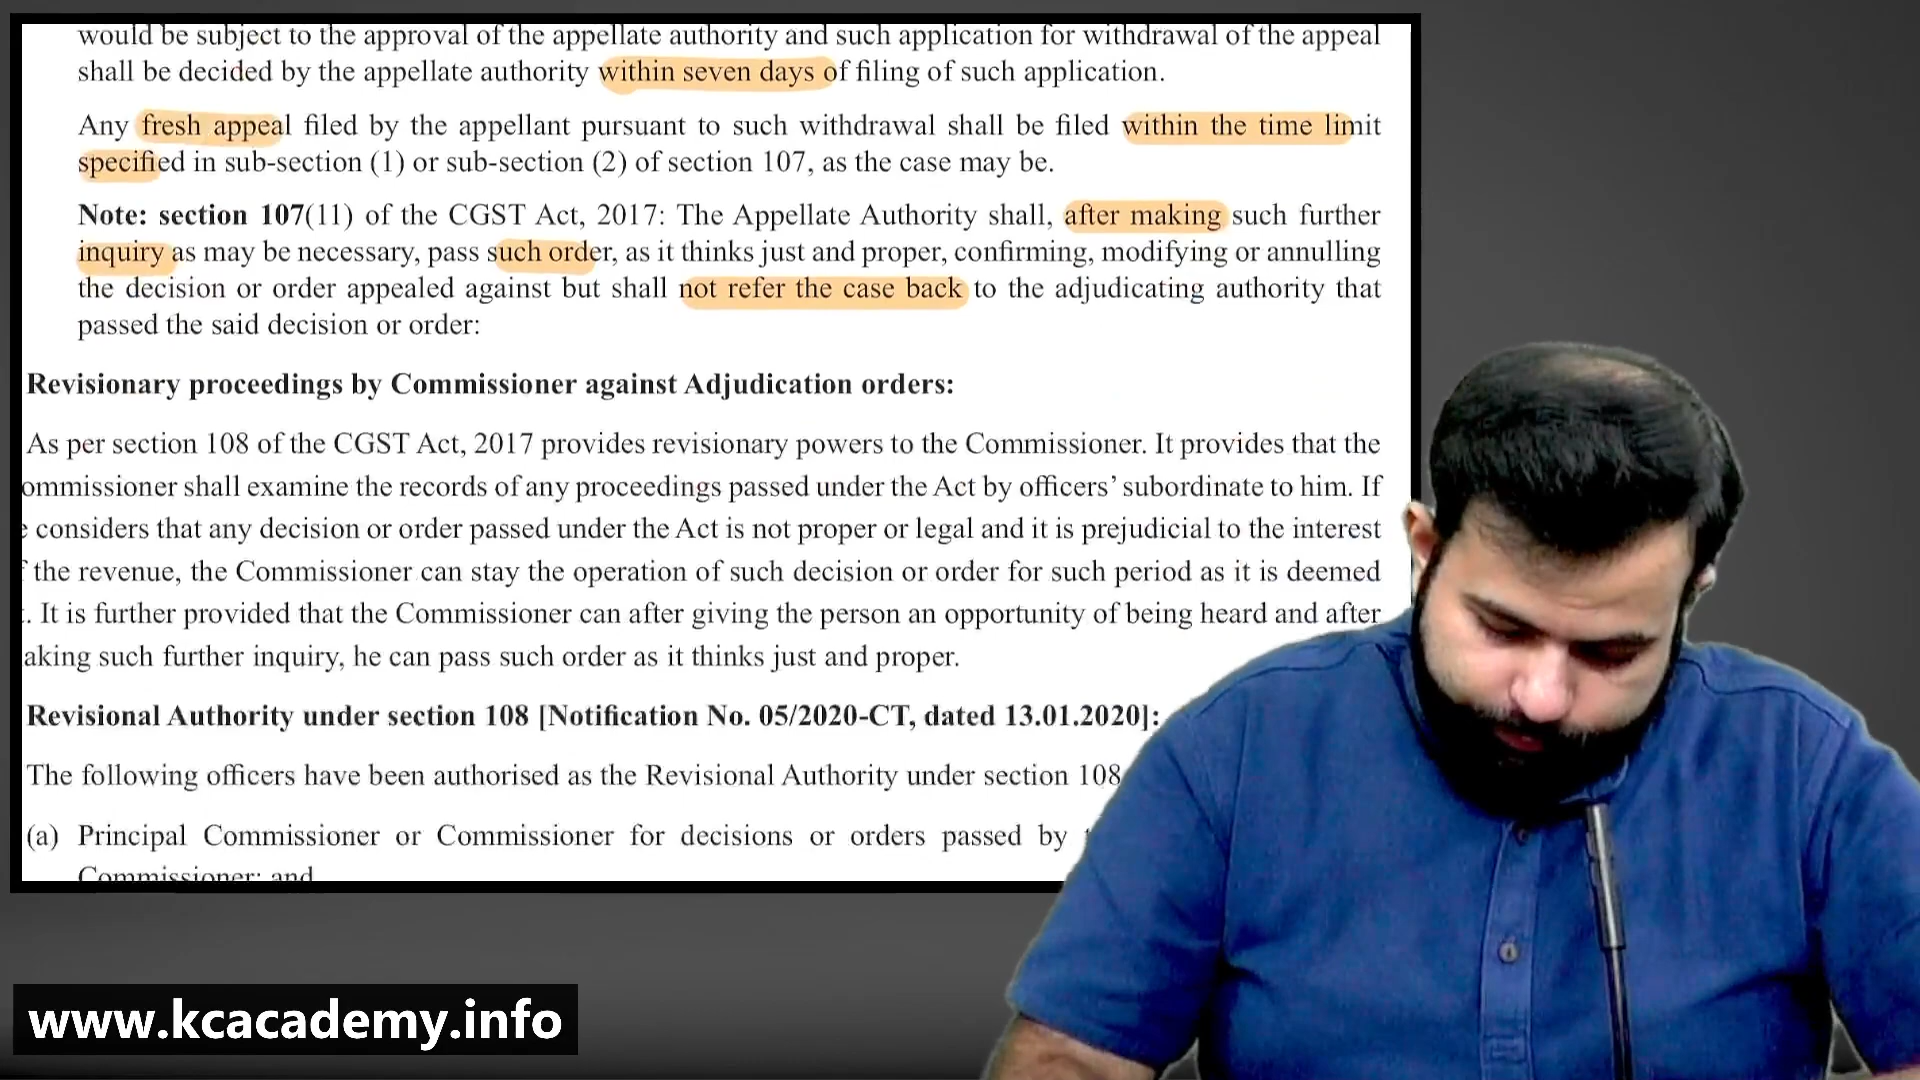 would be subject to the approval of the appellate authority and such application for withdrawal of the appeal
shall be decided by the appellate authority within seven days of filing of such application.
Any fresh appeal filed by the appellant pursuant to such withdrawal shall be filed within the time limit
specified in sub-section (1) or sub-section (2) of section 107, as the case may be.
Note: section 107(11) of the CGST Act, 2017: The Appellate Authority shall, after making such further
inquiry as may be necessary, pass such order, as it thinks just and proper, confirming, modifying or annulling
the decision or order appealed against but shall not refer the case back to the adjudicating authority that
passed the said decision or order:
Revisionary proceedings by Commissioner against Adjudication orders:
As per section 108 of the CGST Act, 2017 provides revisionary powers to the Commissioner. It provides that the
ommissioner shall examine the records of any proceedings passed under the Act by officers’ subordinate to him. If
considers that any decision or order passed under the Act is not proper or legal and it is prejudicial to the interest
the revenue, the Commissioner can stay the operation of such decision or order for such period as it is deemed
. It is further provided that the Commissioner can after giving the person an opportunity of being heard and after
aking such further inquiry, he can pass such order as it thinks just and proper.
Revisional Authority under section 108 [Notification No. 05/2020-CT, dated 13.01.2020]:
The following officers have been authorised as the Revisional Authority under section 108
(a) Principal Commissioner or Commissioner for decisions or orders passed by
Commissioner; and
www.kcacademy.info